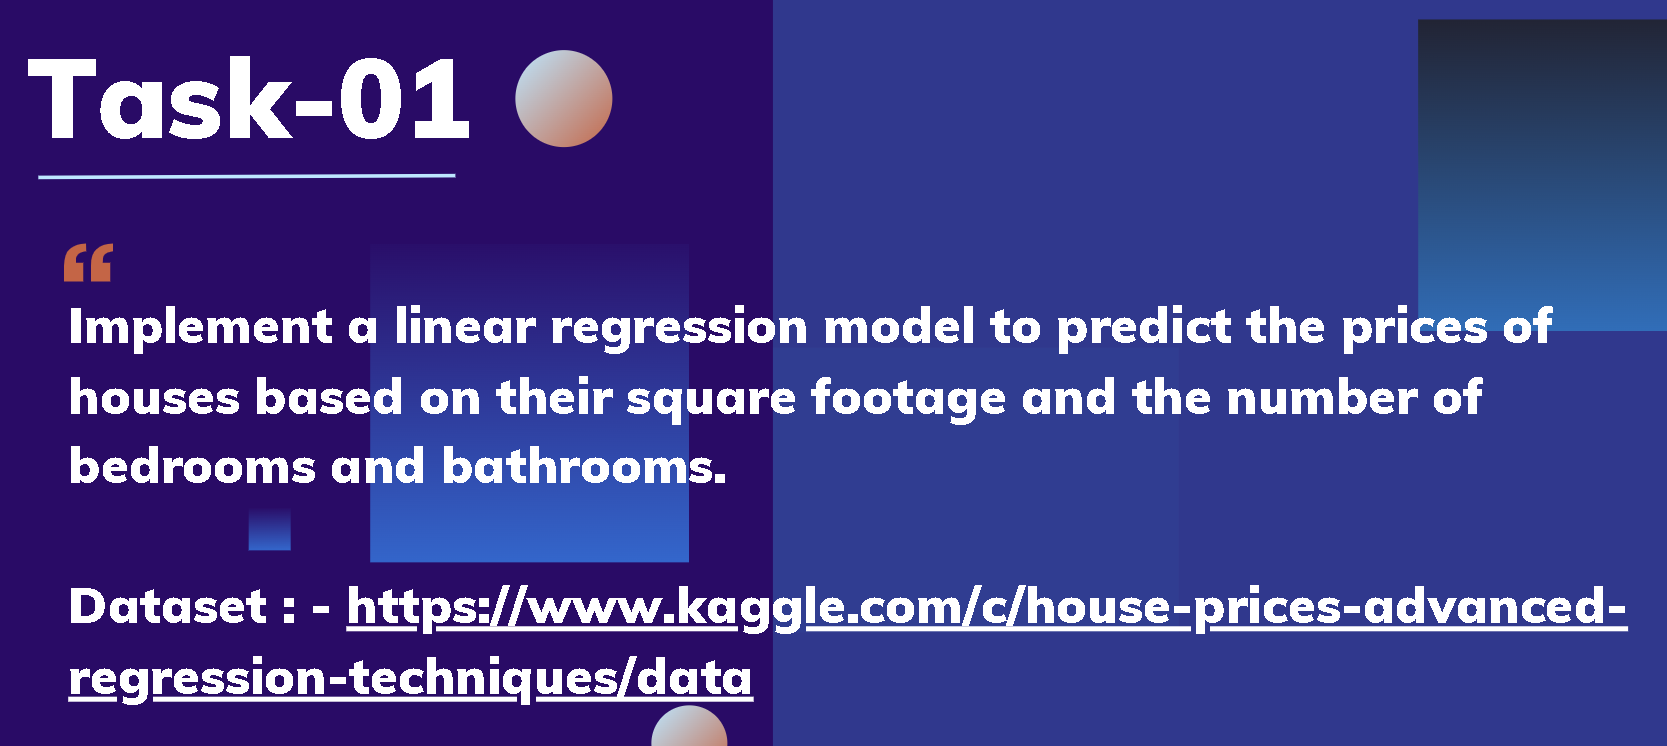 Task-01
“
Implement a linear regression model to predict the prices of
houses based on their square footage and the number of
bedrooms and bathrooms.
Dataset : - https://www.kaggle.com/c/house-prices-advanced-
regression-techniques/data